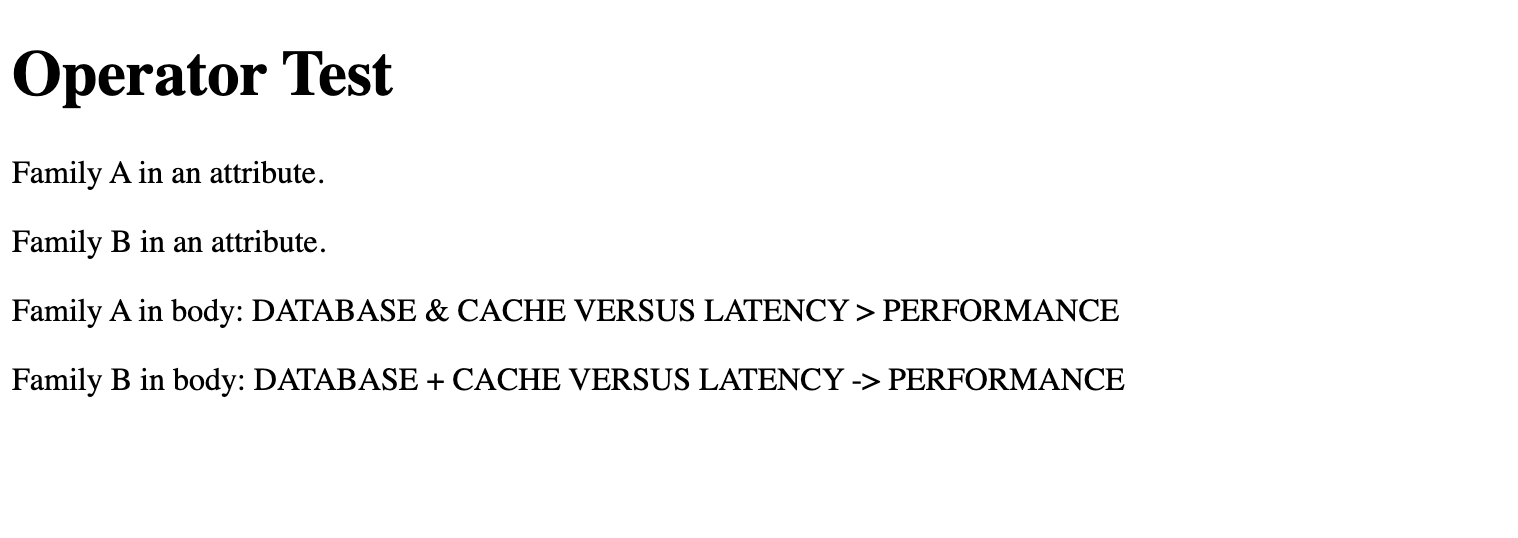 Operator Test
Family A in an attribute.
Family B in an attribute.
Family A in body: DATABASE & CACHE VERSUS LATENCY > PERFORMANCE
Family B in body: DATABASE + CACHE VERSUS LATENCY -> PERFORMANCE